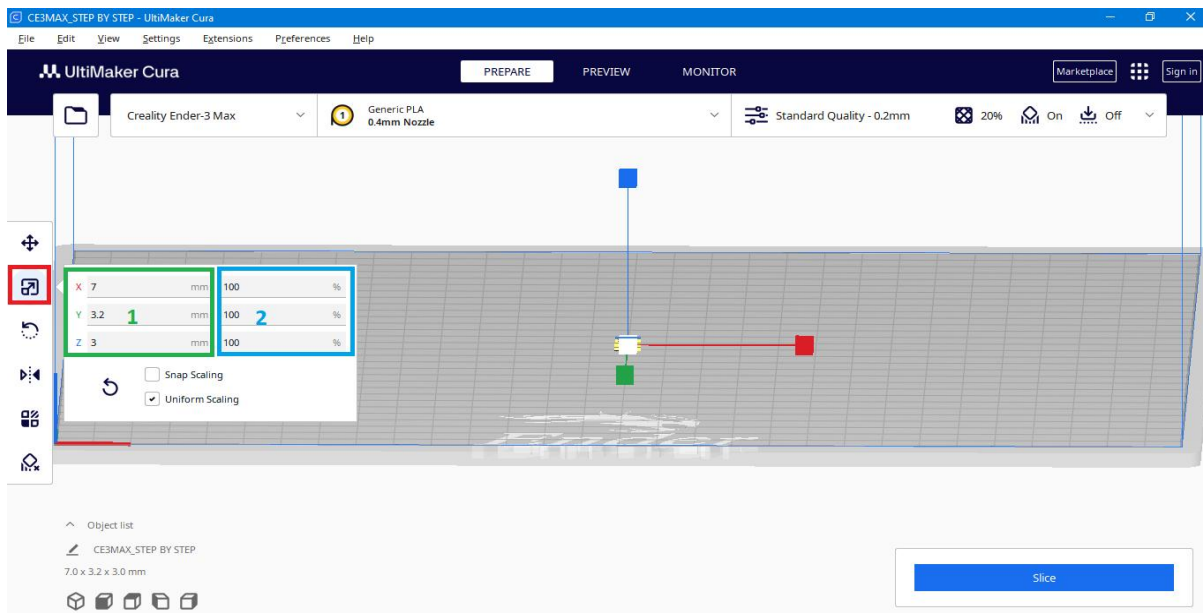 CE3MAX_STEP BY STEP - UltiMaker Cura
File Edit View Settings Extensions Preferences Help
UltiMaker Cura PREPARE PREVIEW MONITOR Marketplace Sign in
Creality Ender-3 Max 1 Generic PLA
0.4mm Nozzle Standard Quality - 0.2mm 20% On Off
X 7 mm 100 %
Y 3.2 1 mm 100 2 %
Z 3 mm 100 %
Snap Scaling
Uniform Scaling
Ender
Object list
CE3MAX_STEP BY STEP
7.0 x 3.2 x 3.0 mm
Slice